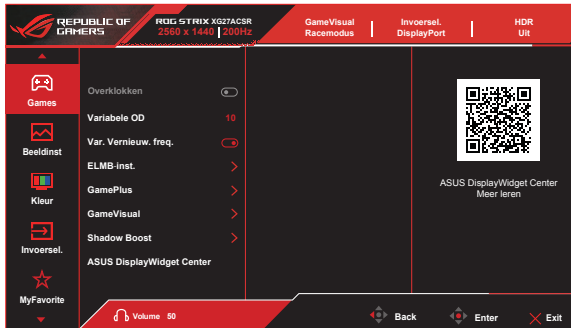 REPUBLIC OF
GAMERS
ROG STRIX XG27ACSR
2560 x 1440 | 200Hz
GameVisual
Racemodus
Invoersel.
DisplayPort
HDR
Uit
Games
Beeldinst
Kleur
Invoersel.
MyFavorite
Overklokken
Variabele OD 10
Var. Vernieuw. freq.
ELMB-inst.
GamePlus
GameVisual
Shadow Boost
ASUS DisplayWidget Center
ASUS DisplayWidget Center
Meer leren
Volume 50
Back
Enter
Exit